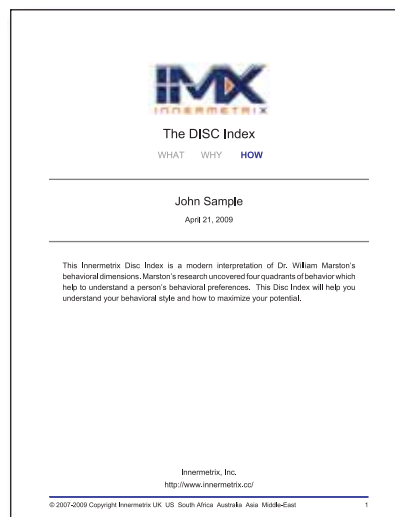 IMX
INNERMETRIX
The DISC Index
WHAT WHY HOW
John Sample
April 21, 2009
This Innermetrix Disc Index is a modern interpretation of Dr. William Marston's
behavioral dimensions. Marston's research uncovered four quadrants of behavior which
help to understand a person's behavioral preferences. This Disc Index will help you
understand your behavioral style and how to maximize your potential.
Innermetrix, Inc.
http://www.innermetrix.cc/
© 2007-2009 Copyright Innermetrix UK US South Africa Australia Asia Middle-East 1